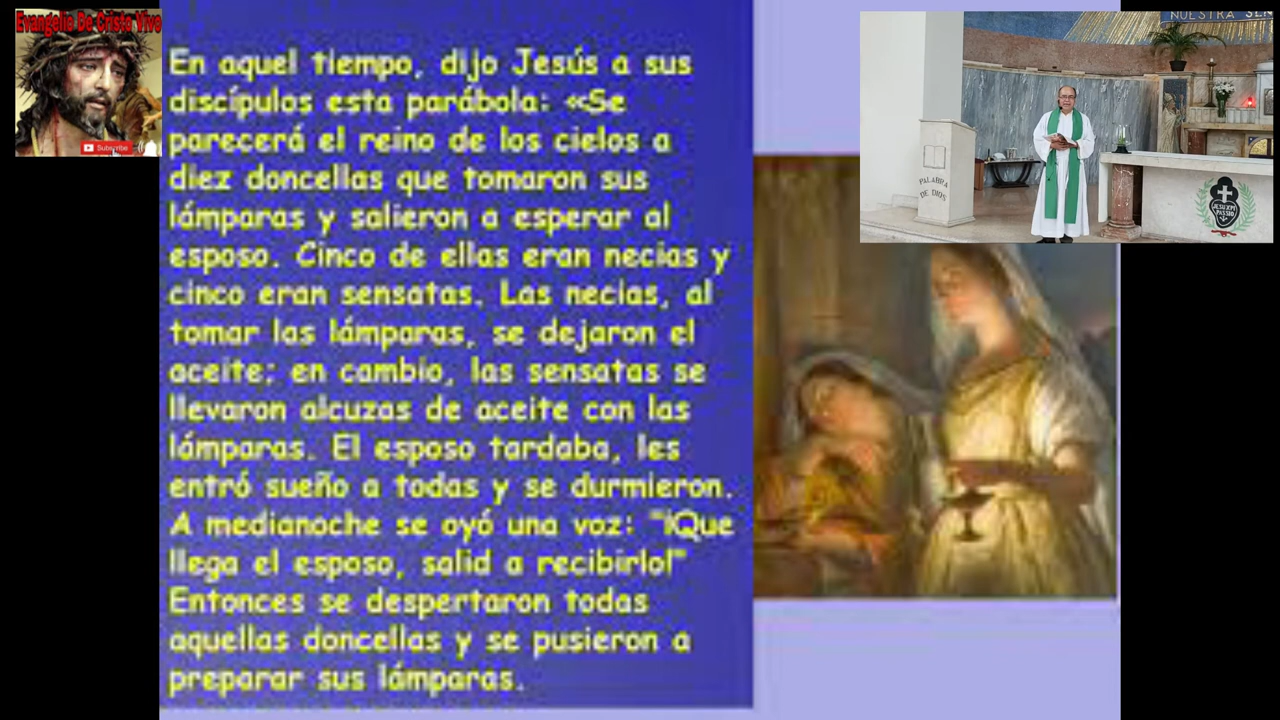 Evangelio De Cristo Vivo
Subscribe
En aquel tiempo, dijo Jesús a sus
discípulos esta parábola: «Se
parecerá el reino de los cielos a
diez doncellas que tomaron sus
lámparas y salieron a esperar al
esposo. Cinco de ellas eran necias y
cinco eran sensatas. Las necias, al
tomar las lámparas, se dejaron el
aceite; en cambio, las sensatas se
llevaron alcuzas de aceite con las
lámparas. El esposo tardaba, les
entró sueño a todas y se durmieron.
A medianoche se oyó una voz: "¡Que
llega el esposo, salid a recibirlo!"
Entonces se despertaron todas
aquellas doncellas y se pusieron a
preparar sus lámparas.
NUESTRA SEÑ
PALABRA
DE DIOS
JESU XPI
PASSIO